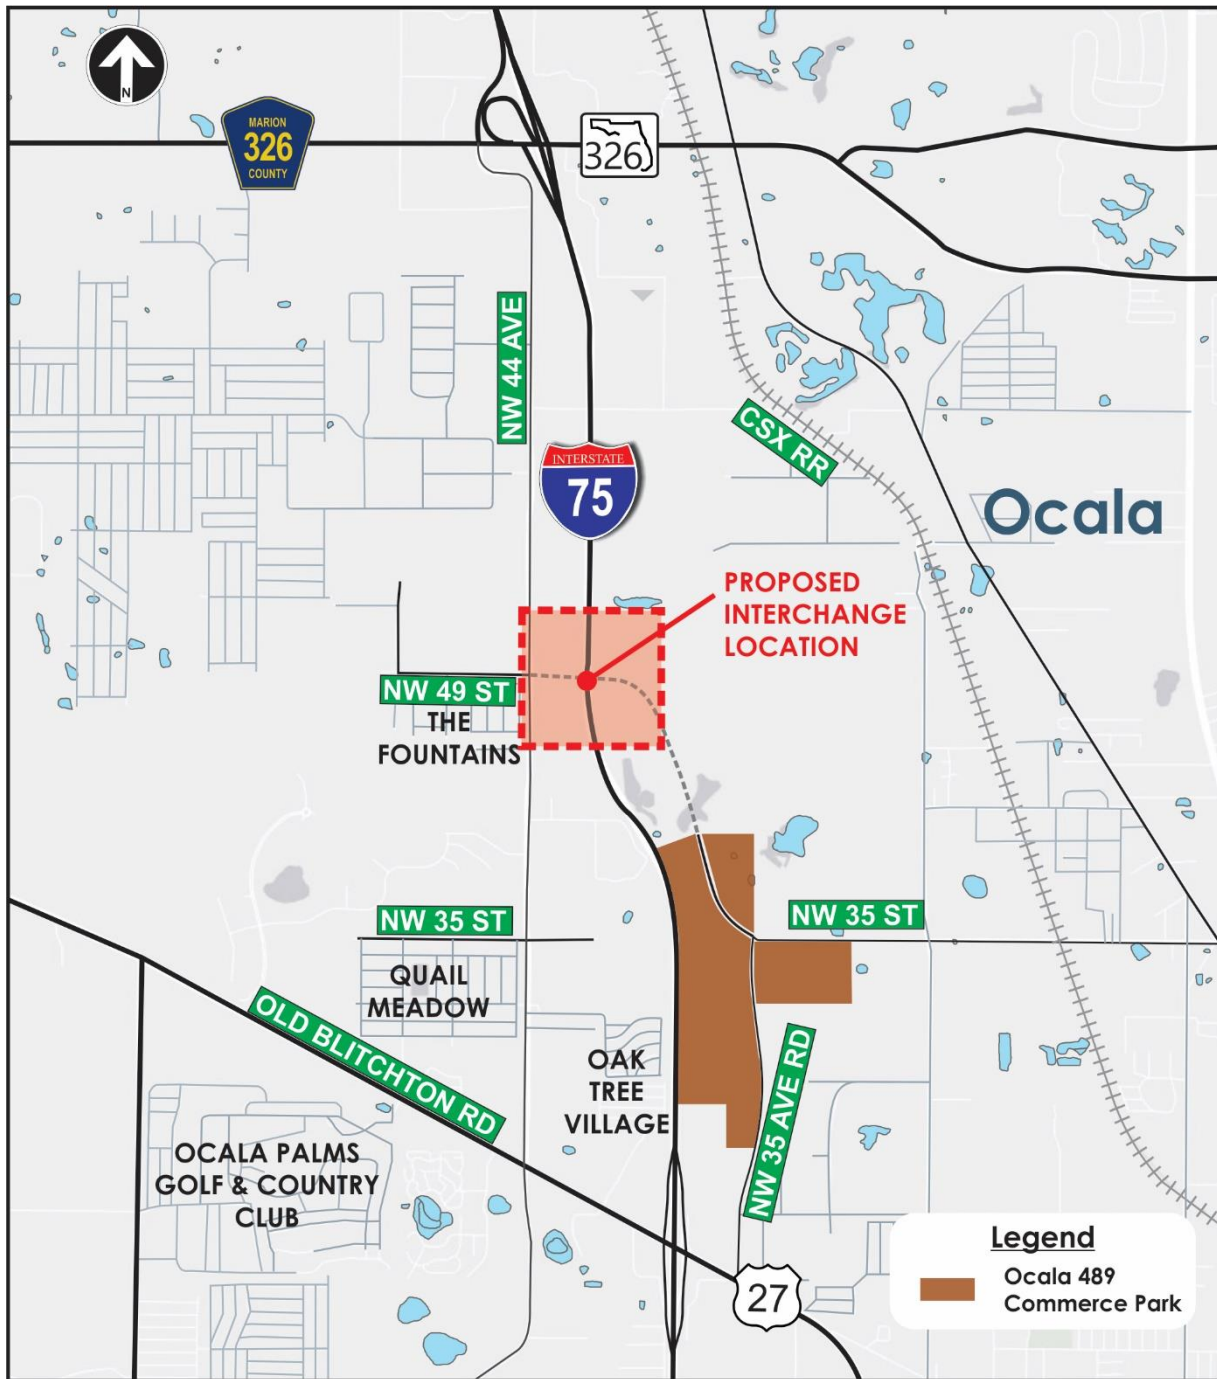 N
MARION
326
COUNTY
326
NW 44 AVE
INTERSTATE
75
CSX RR
Ocala
PROPOSED
INTERCHANGE
LOCATION
NW 49 ST
THE
FOUNTAINS
NW 35 ST
NW 35 ST
QUAIL
MEADOW
OLD BLITCHTON RD
OAK
TREE
VILLAGE
NW 35 AVE RD
OCALA PALMS
GOLF & COUNTRY
CLUB
27
Legend
Ocala 489
Commerce Park